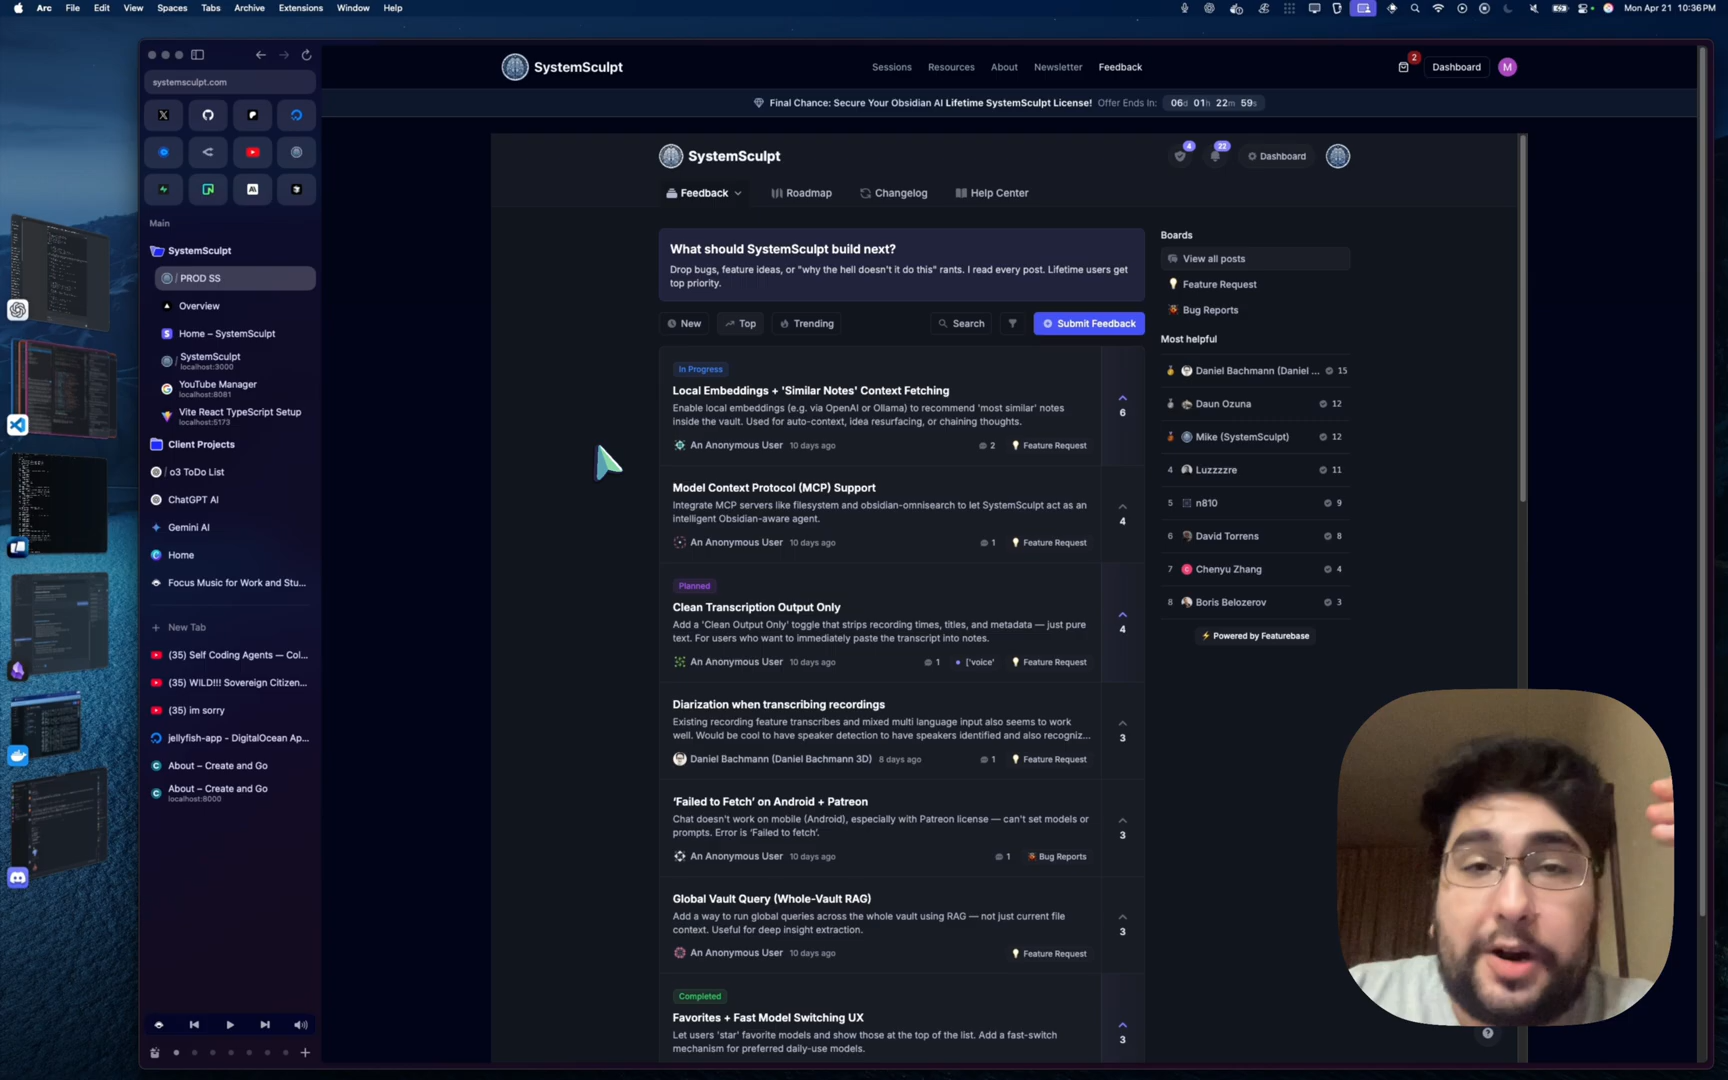 Arc File Edit View Spaces Tabs Archive Extensions Window Help
Mon Apr 21 10:36 PM
systemsculpt.com
Main
SystemSculpt
/ PROD SS
Overview
Home – SystemSculpt
/ SystemSculpt
localhost:3000
YouTube Manager
localhost:8081
Vite React TypeScript Setup
localhost:5173
Client Projects
/ o3 ToDo List
ChatGPT AI
Gemini AI
Home
Focus Music for Work and Stu...
New Tab
(35) Self Coding Agents — Col...
(35) WILD!!! Sovereign Citizen...
(35) im sorry
jellyfish-app - DigitalOcean Ap...
About – Create and Go
About – Create and Go
localhost:8000
SystemSculpt
Sessions Resources About Newsletter Feedback
2
Dashboard
M
Final Chance: Secure Your Obsidian AI Lifetime SystemSculpt License! Offer Ends In: 06d 01h 22m 59s
SystemSculpt
4
22
Dashboard
Feedback
Roadmap
Changelog
Help Center
What should SystemSculpt build next?
Drop bugs, feature ideas, or "why the hell doesn't it do this" rants. I read every post. Lifetime users get
top priority.
New
Top
Trending
Search
Submit Feedback
In Progress
Local Embeddings + 'Similar Notes' Context Fetching
Enable local embeddings (e.g. via OpenAI or Ollama) to recommend 'most similar' notes
inside the vault. Used for auto-context, idea resurfacing, or chaining thoughts.
An Anonymous User 10 days ago 2 Feature Request
6
Model Context Protocol (MCP) Support
Integrate MCP servers like filesystem and obsidian-omnisearch to let SystemSculpt act as an
intelligent Obsidian-aware agent.
An Anonymous User 10 days ago 1 Feature Request
4
Planned
Clean Transcription Output Only
Add a 'Clean Output Only' toggle that strips recording times, titles, and metadata — just pure
text. For users who want to immediately paste the transcript into notes.
An Anonymous User 10 days ago 1 ['voice' Feature Request
4
Diarization when transcribing recordings
Existing recording feature transcribes and mixed multi language input also seems to work
well. Would be cool to have speaker detection to have speakers identified and also recogniz...
Daniel Bachmann (Daniel Bachmann 3D) 8 days ago 1 Feature Request
3
‘Failed to Fetch’ on Android + Patreon
Chat doesn't work on mobile (Android), especially with Patreon license — can't set models or
prompts. Error is ‘Failed to fetch’.
An Anonymous User 10 days ago 1 Bug Reports
3
Global Vault Query (Whole-Vault RAG)
Add a way to run global queries across the whole vault using RAG — not just current file
context. Useful for deep insight extraction.
An Anonymous User 10 days ago Feature Request
3
Completed
Favorites + Fast Model Switching UX
Let users 'star' favorite models and show those at the top of the list. Add a fast-switch
mechanism for preferred daily-use models.
3
Boards
View all posts
Feature Request
Bug Reports
Most helpful
Daniel Bachmann (Daniel ... 15
Daun Ozuna 12
Mike (SystemSculpt) 12
4 Luzzzzre 11
5 n810 9
6 David Torrens 8
7 Chenyu Zhang 4
8 Boris Belozerov 3
Powered by Featurebase